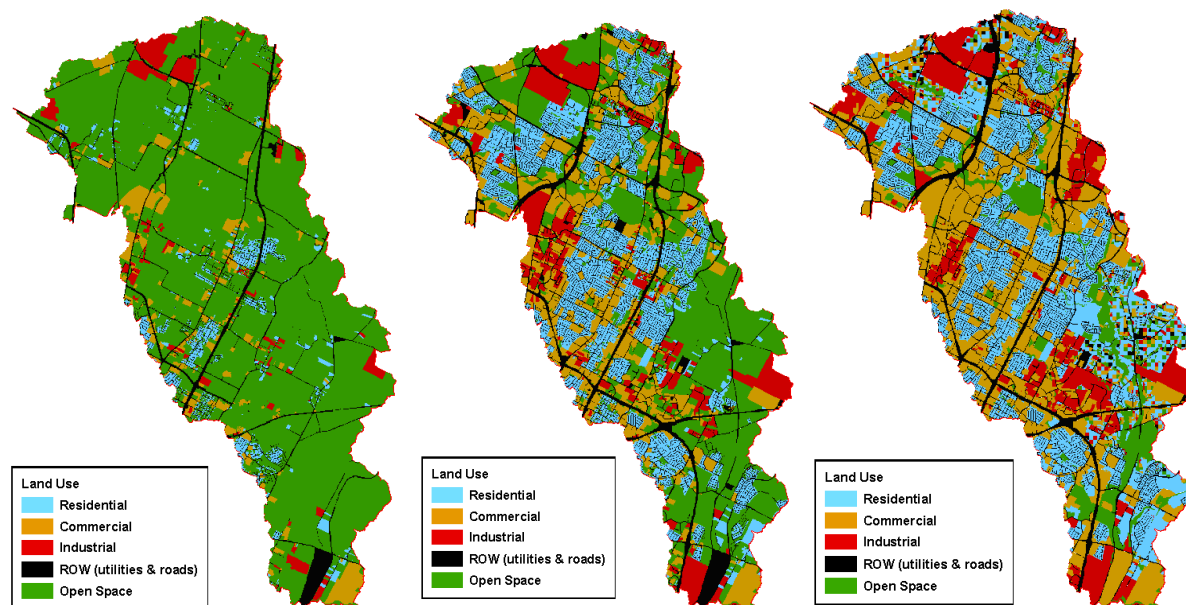 Land Use
Residential
Commercial
Industrial
ROW (utilities & roads)
Open Space
Land Use
Residential
Commercial
Industrial
ROW (utilities & roads)
Open Space
Land Use
Residential
Commercial
Industrial
ROW (utilities & roads)
Open Space